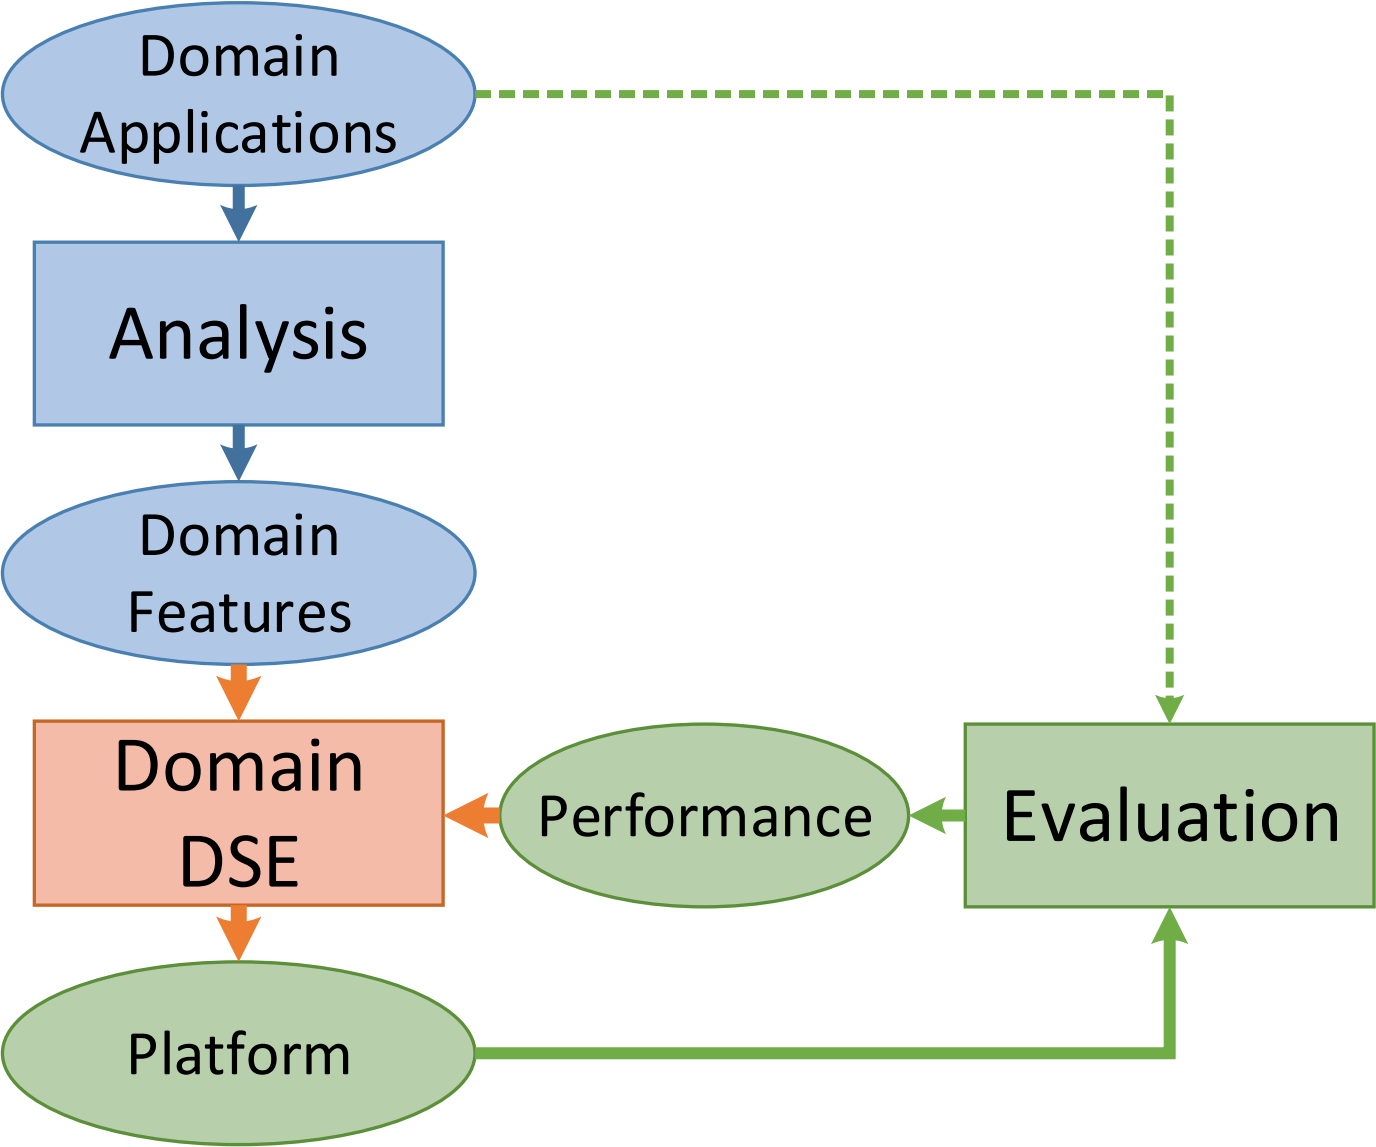 Domain
Applications
Analysis
Domain
Features
Domain
DSE
Performance
Evaluation
Platform